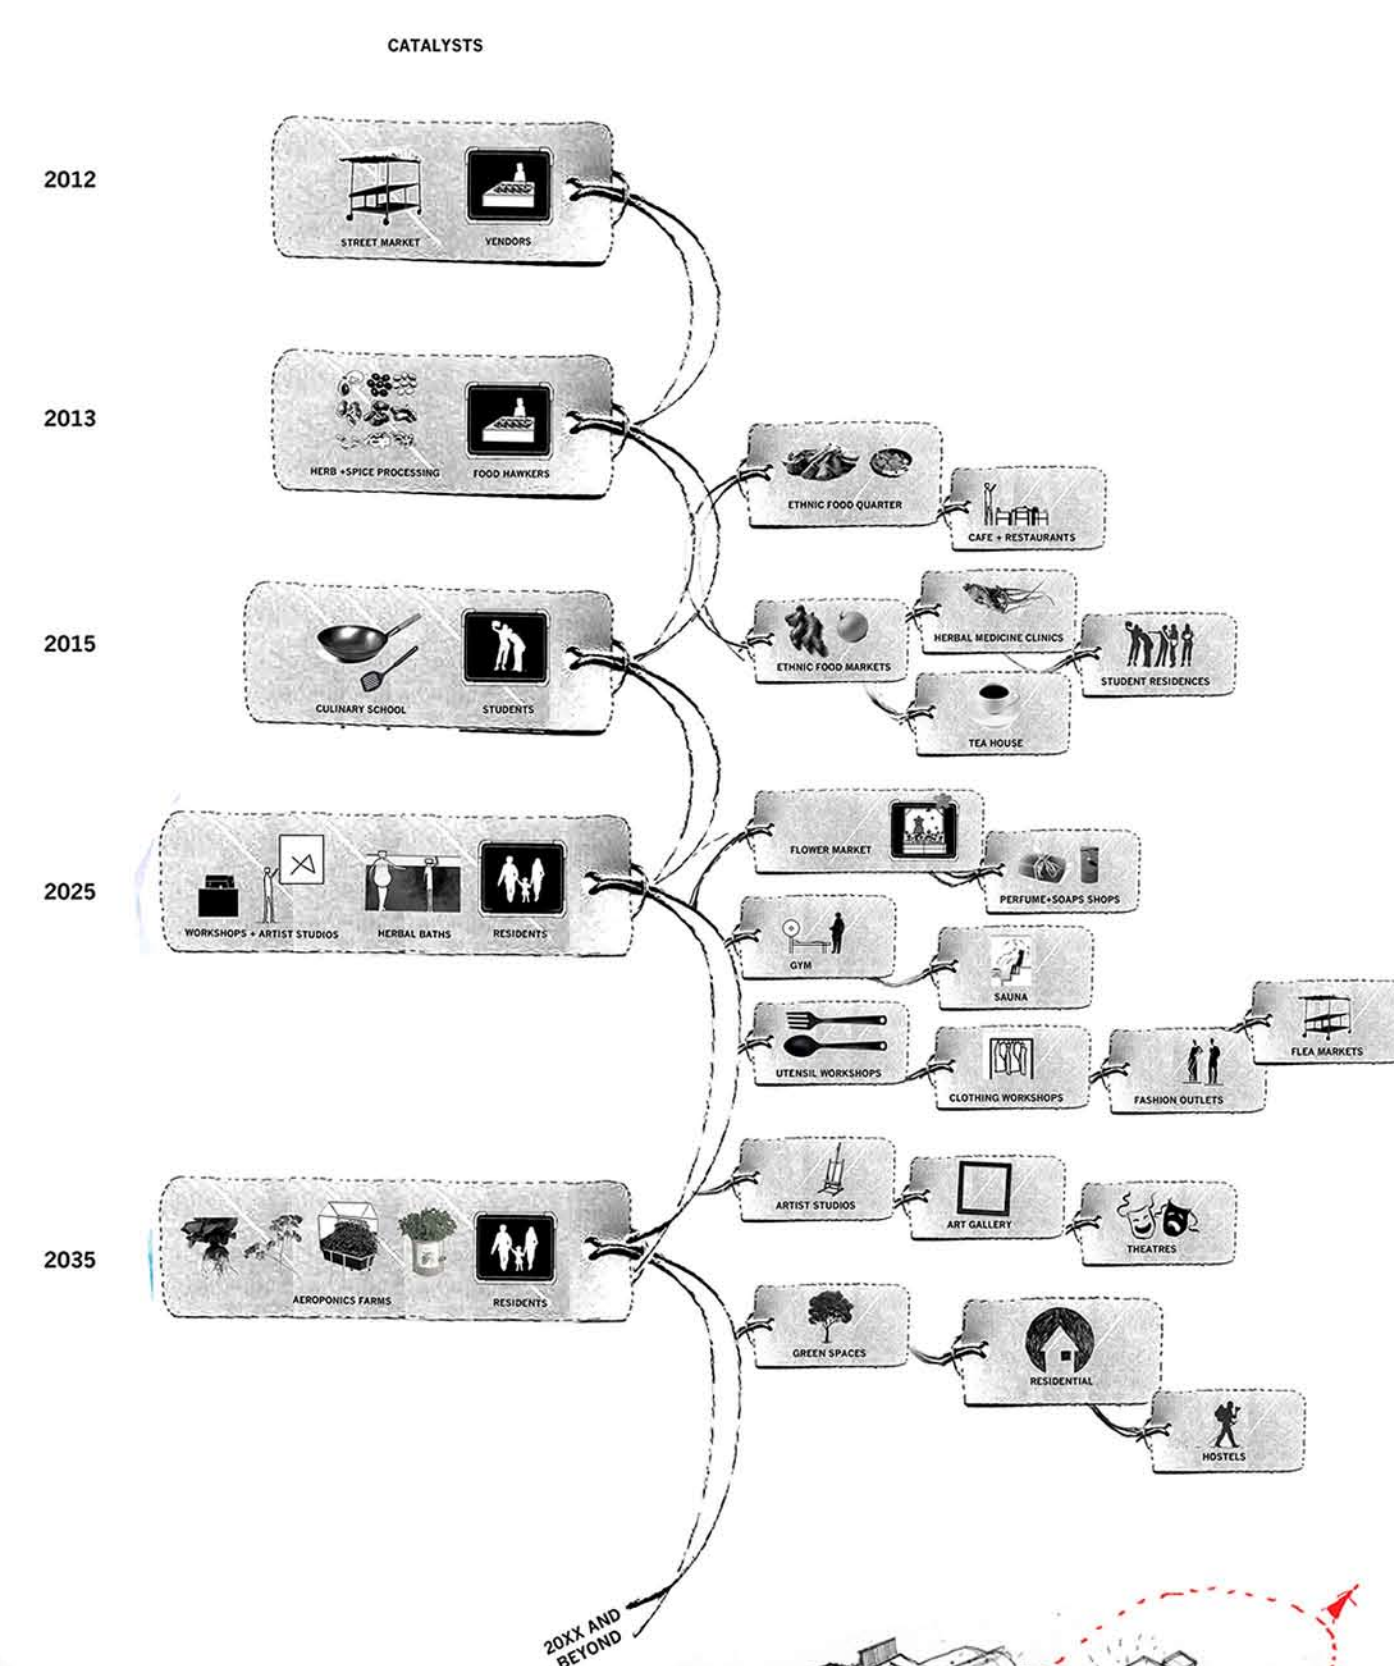 CATALYSTS
2012
STREET MARKET
VENDORS
2013
HERB +SPICE PROCESSING
FOOD HAWKERS
ETHNIC FOOD QUARTER
CAFE + RESTAURANTS
2015
CULINARY SCHOOL
STUDENTS
ETHNIC FOOD MARKETS
HERBAL MEDICINE CLINICS
STUDENT RESIDENCES
TEA HOUSE
2025
WORKSHOPS + ARTIST STUDIOS
HERBAL BATHS
RESIDENTS
FLOWER MARKET
PERFUME+SOAPS SHOPS
GYM
SAUNA
UTENSIL WORKSHOPS
CLOTHING WORKSHOPS
FASHION OUTLETS
FLEA MARKETS
2035
AEROPONICS FARMS
RESIDENTS
ARTIST STUDIOS
ART GALLERY
THEATRES
GREEN SPACES
RESIDENTIAL
HOSTELS
20XX AND
BEYOND